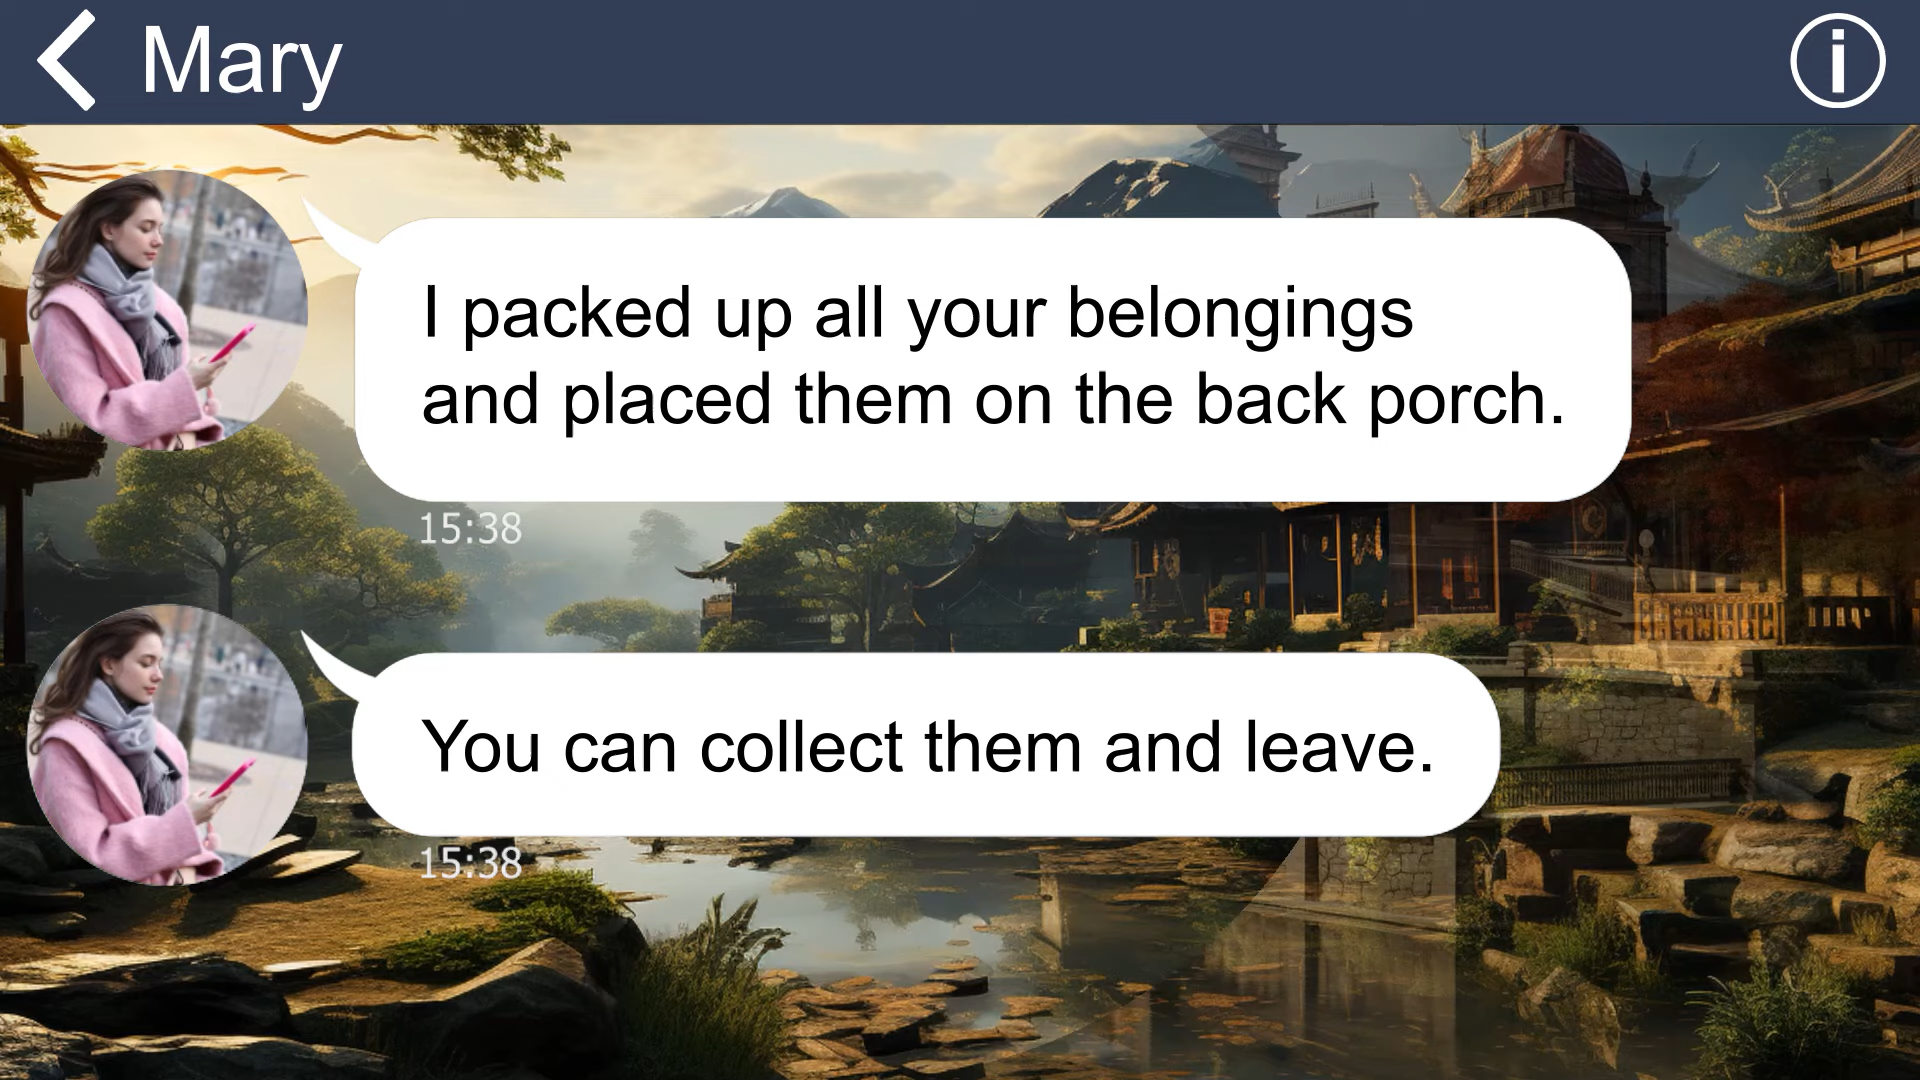 Mary
I packed up all your belongings
and placed them on the back porch.
15:38
You can collect them and leave.
15:38